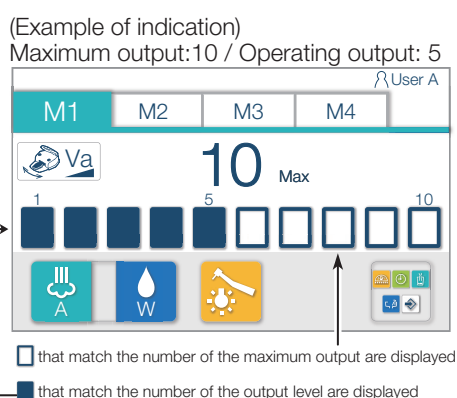 (Example of indication)
Maximum output:10 / Operating output: 5
User A
M1 M2 M3 M4
Va 10 Max
1 5 10
A W
that match the number of the maximum output are displayed
that match the number of the output level are displayed